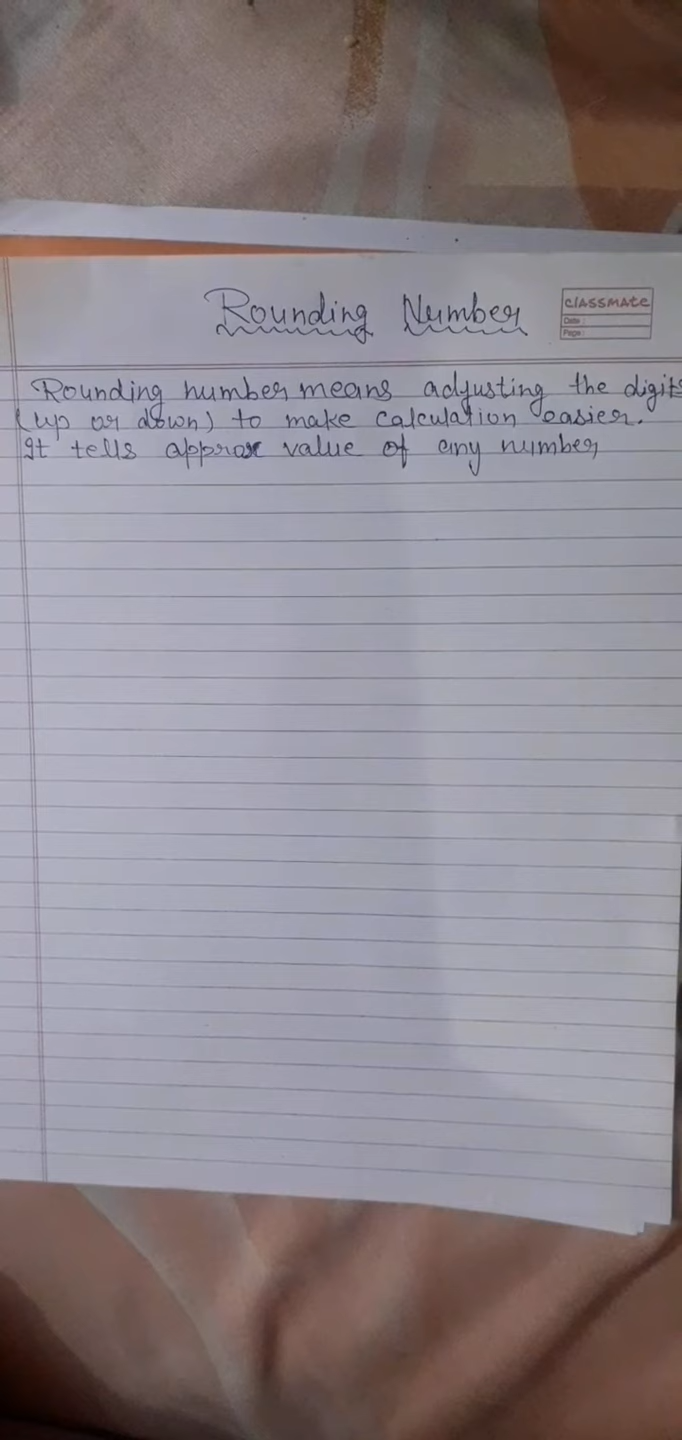 Rounding Number
CLASSMATE
Date :
Page :
Rounding number means adjusting the digits
(up or down) to make calculation easier.
It tells approx value of any number